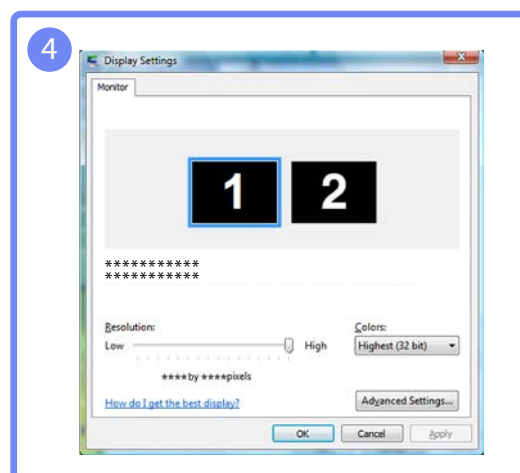 4
Display Settings
Monitor
1 2
***********
***********
Resolution:
Colors:
Low High
Highest (32 bit)
****by ****pixels
How do I get the best display?
Advanced Settings...
OK Cancel Apply